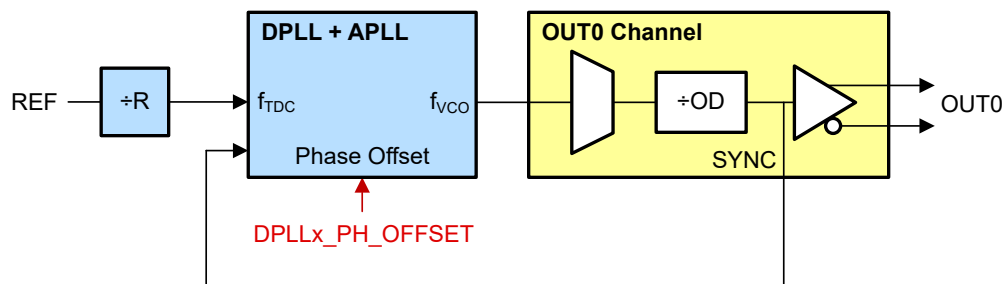 DPLL + APLL
OUT0 Channel
REF
÷R
fTDC
fVCO
÷OD
OUT0
Phase Offset
SYNC
DPLLx_PH_OFFSET